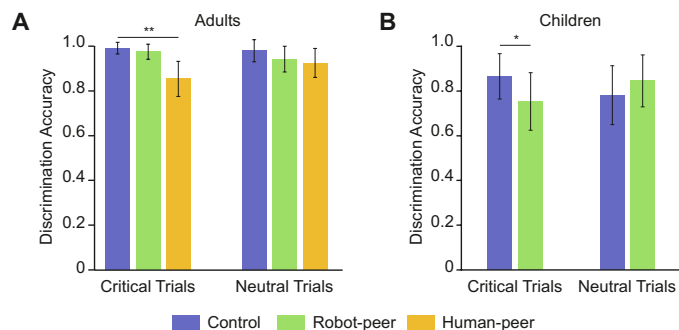 A
Adults
**
1.0
0.8
0.6
0.4
0.2
0
Discrimination Accuracy
Critical Trials
Neutral Trials
B
Children
*
1.0
0.8
0.6
0.4
0.2
0
Discrimination Accuracy
Critical Trials
Neutral Trials
Control
Robot-peer
Human-peer